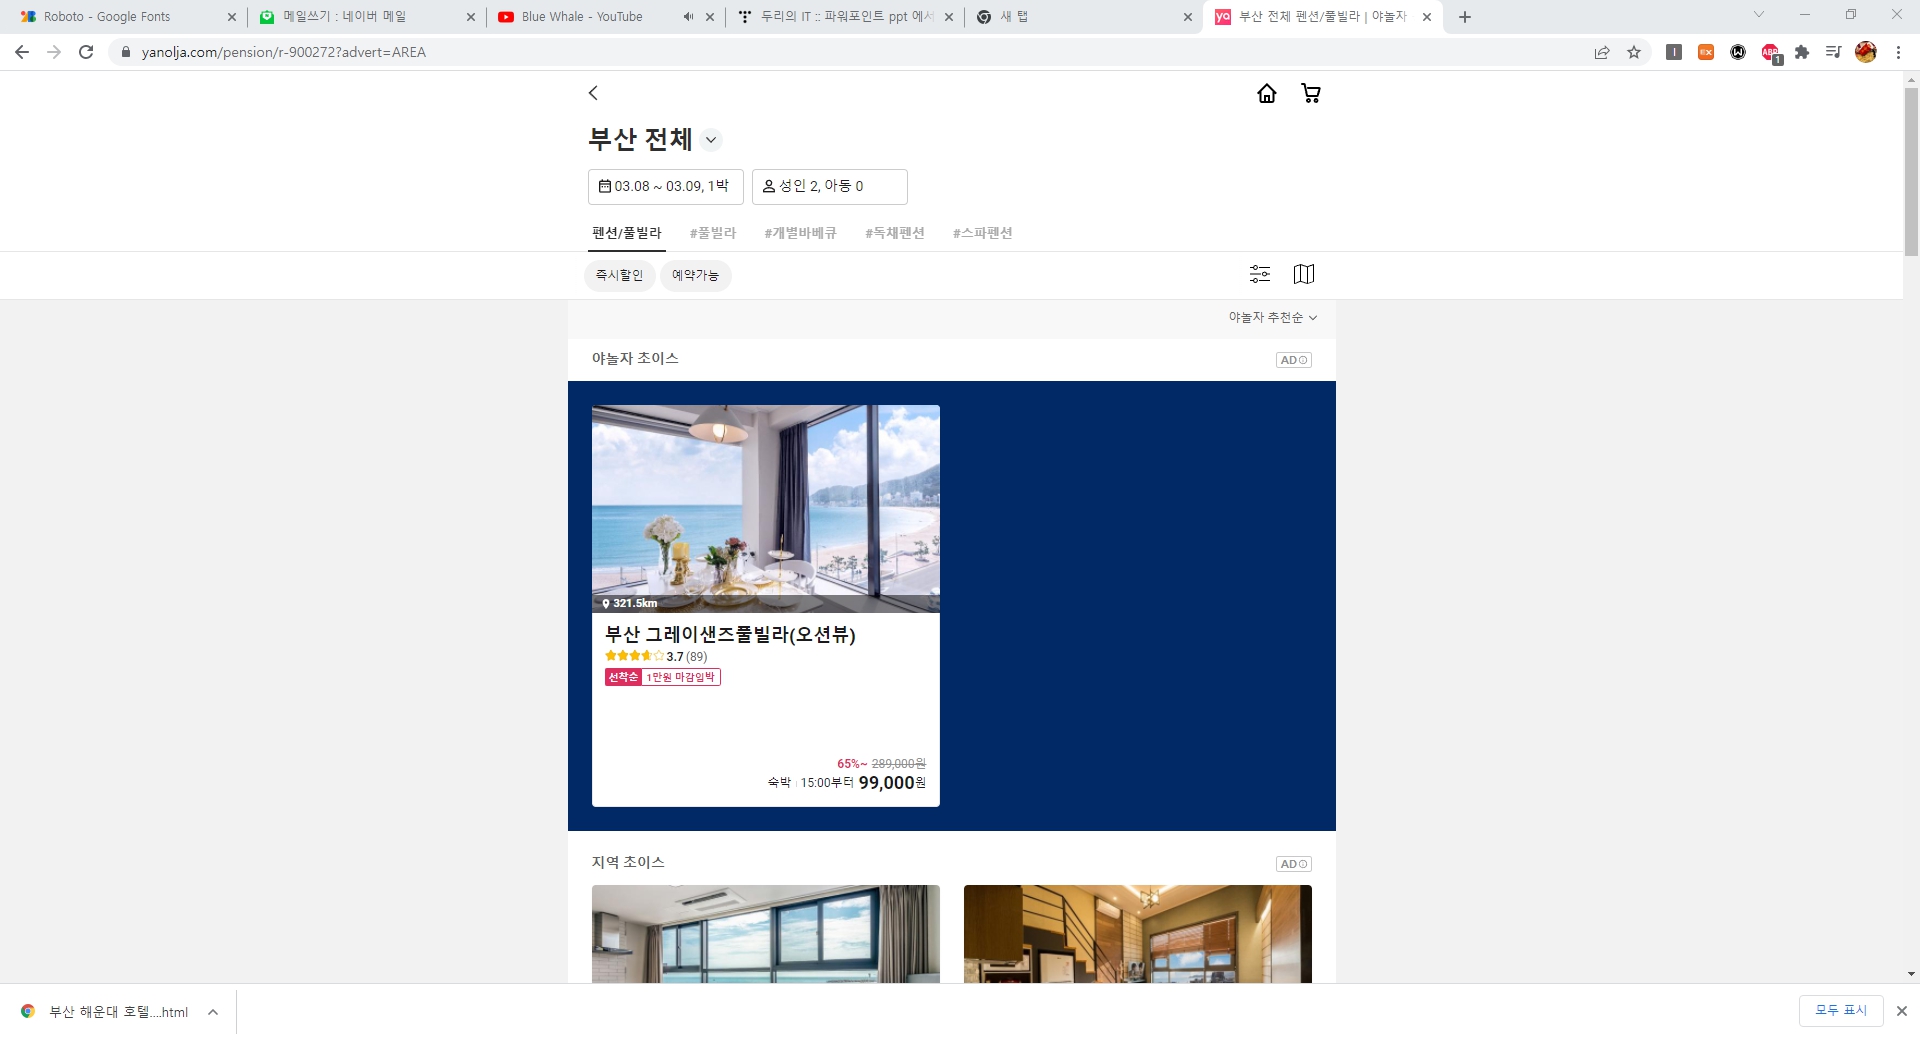 Roboto - Google Fonts
메일쓰기 : 네이버 메일
Blue Whale - YouTube
두리의 IT :: 파워포인트 ppt 에서
새 탭
부산 전체 펜션/풀빌라 | 야놀자
yanolja.com/pension/r-900272?advert=AREA
부산 전체
03.08 ~ 03.09, 1박
성인 2, 아동 0
펜션/풀빌라 #풀빌라 #개별바베큐 #독채펜션 #스파펜션
즉시할인 예약가능
야놀자 추천순
야놀자 초이스
AD
321.5km
부산 그레이샌즈풀빌라(오션뷰)
3.7 (89)
선착순 1만원 마감임박
65%~ 289,000원
숙박 15:00부터 99,000원
지역 초이스
AD
부산 해운대 호텔....html
모두 표시